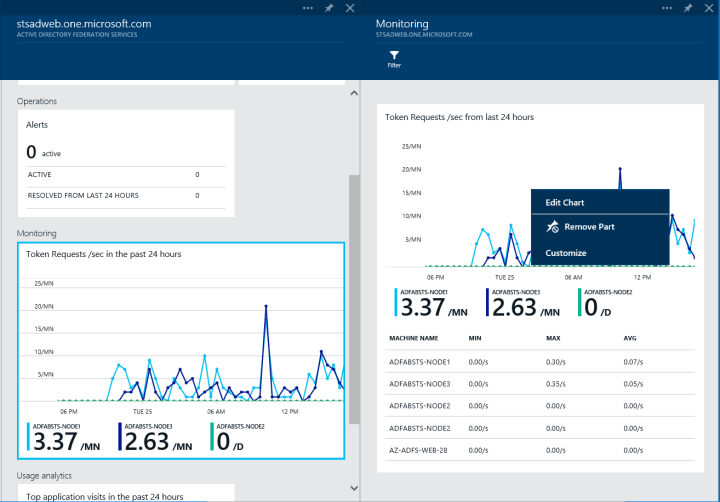 stsadweb.one.microsoft.com
ACTIVE DIRECTORY FEDERATION SERVICES
Operations
Alerts
0 active
ACTIVE 0
RESOLVED FROM LAST 24 HOURS 0
Monitoring
Token Requests /sec in the past 24 hours
25/MN
20/MN
15/MN
10/MN
5/MN
06 PM TUE 25 06 AM 12 PM
ADFABSTS-NODE1 ADFABSTS-NODE3 ADFABSTS-NODE2
3.37 /MN 2.63 /MN 0 /D
Usage analytics
Top application visits in the past 24 hours
Monitoring
STSADWEB.ONE.MICROSOFT.COM
Filter
Token Requests /sec from last 24 hours
25/MN
20/MN
15/MN
10/MN
5/MN
Edit Chart
Remove Part
Customize
06 PM TUE 25 06 AM 12 PM
ADFABSTS-NODE1 ADFABSTS-NODE3 ADFABSTS-NODE2
3.37 /MN 2.63 /MN 0 /D
MACHINE NAME MIN MAX AVG
ADFABSTS-NODE1 0.00/s 0.30/s 0.07/s
ADFABSTS-NODE3 0.00/s 0.35/s 0.05/s
ADFABSTS-NODE2 0.00/s 0.00/s 0.00/s
ADFABSTS-NODE2 0.00/s 0.00/s 0.00/s
AZ-ADFS-WEB-28 0.00/s 0.00/s 0.00/s